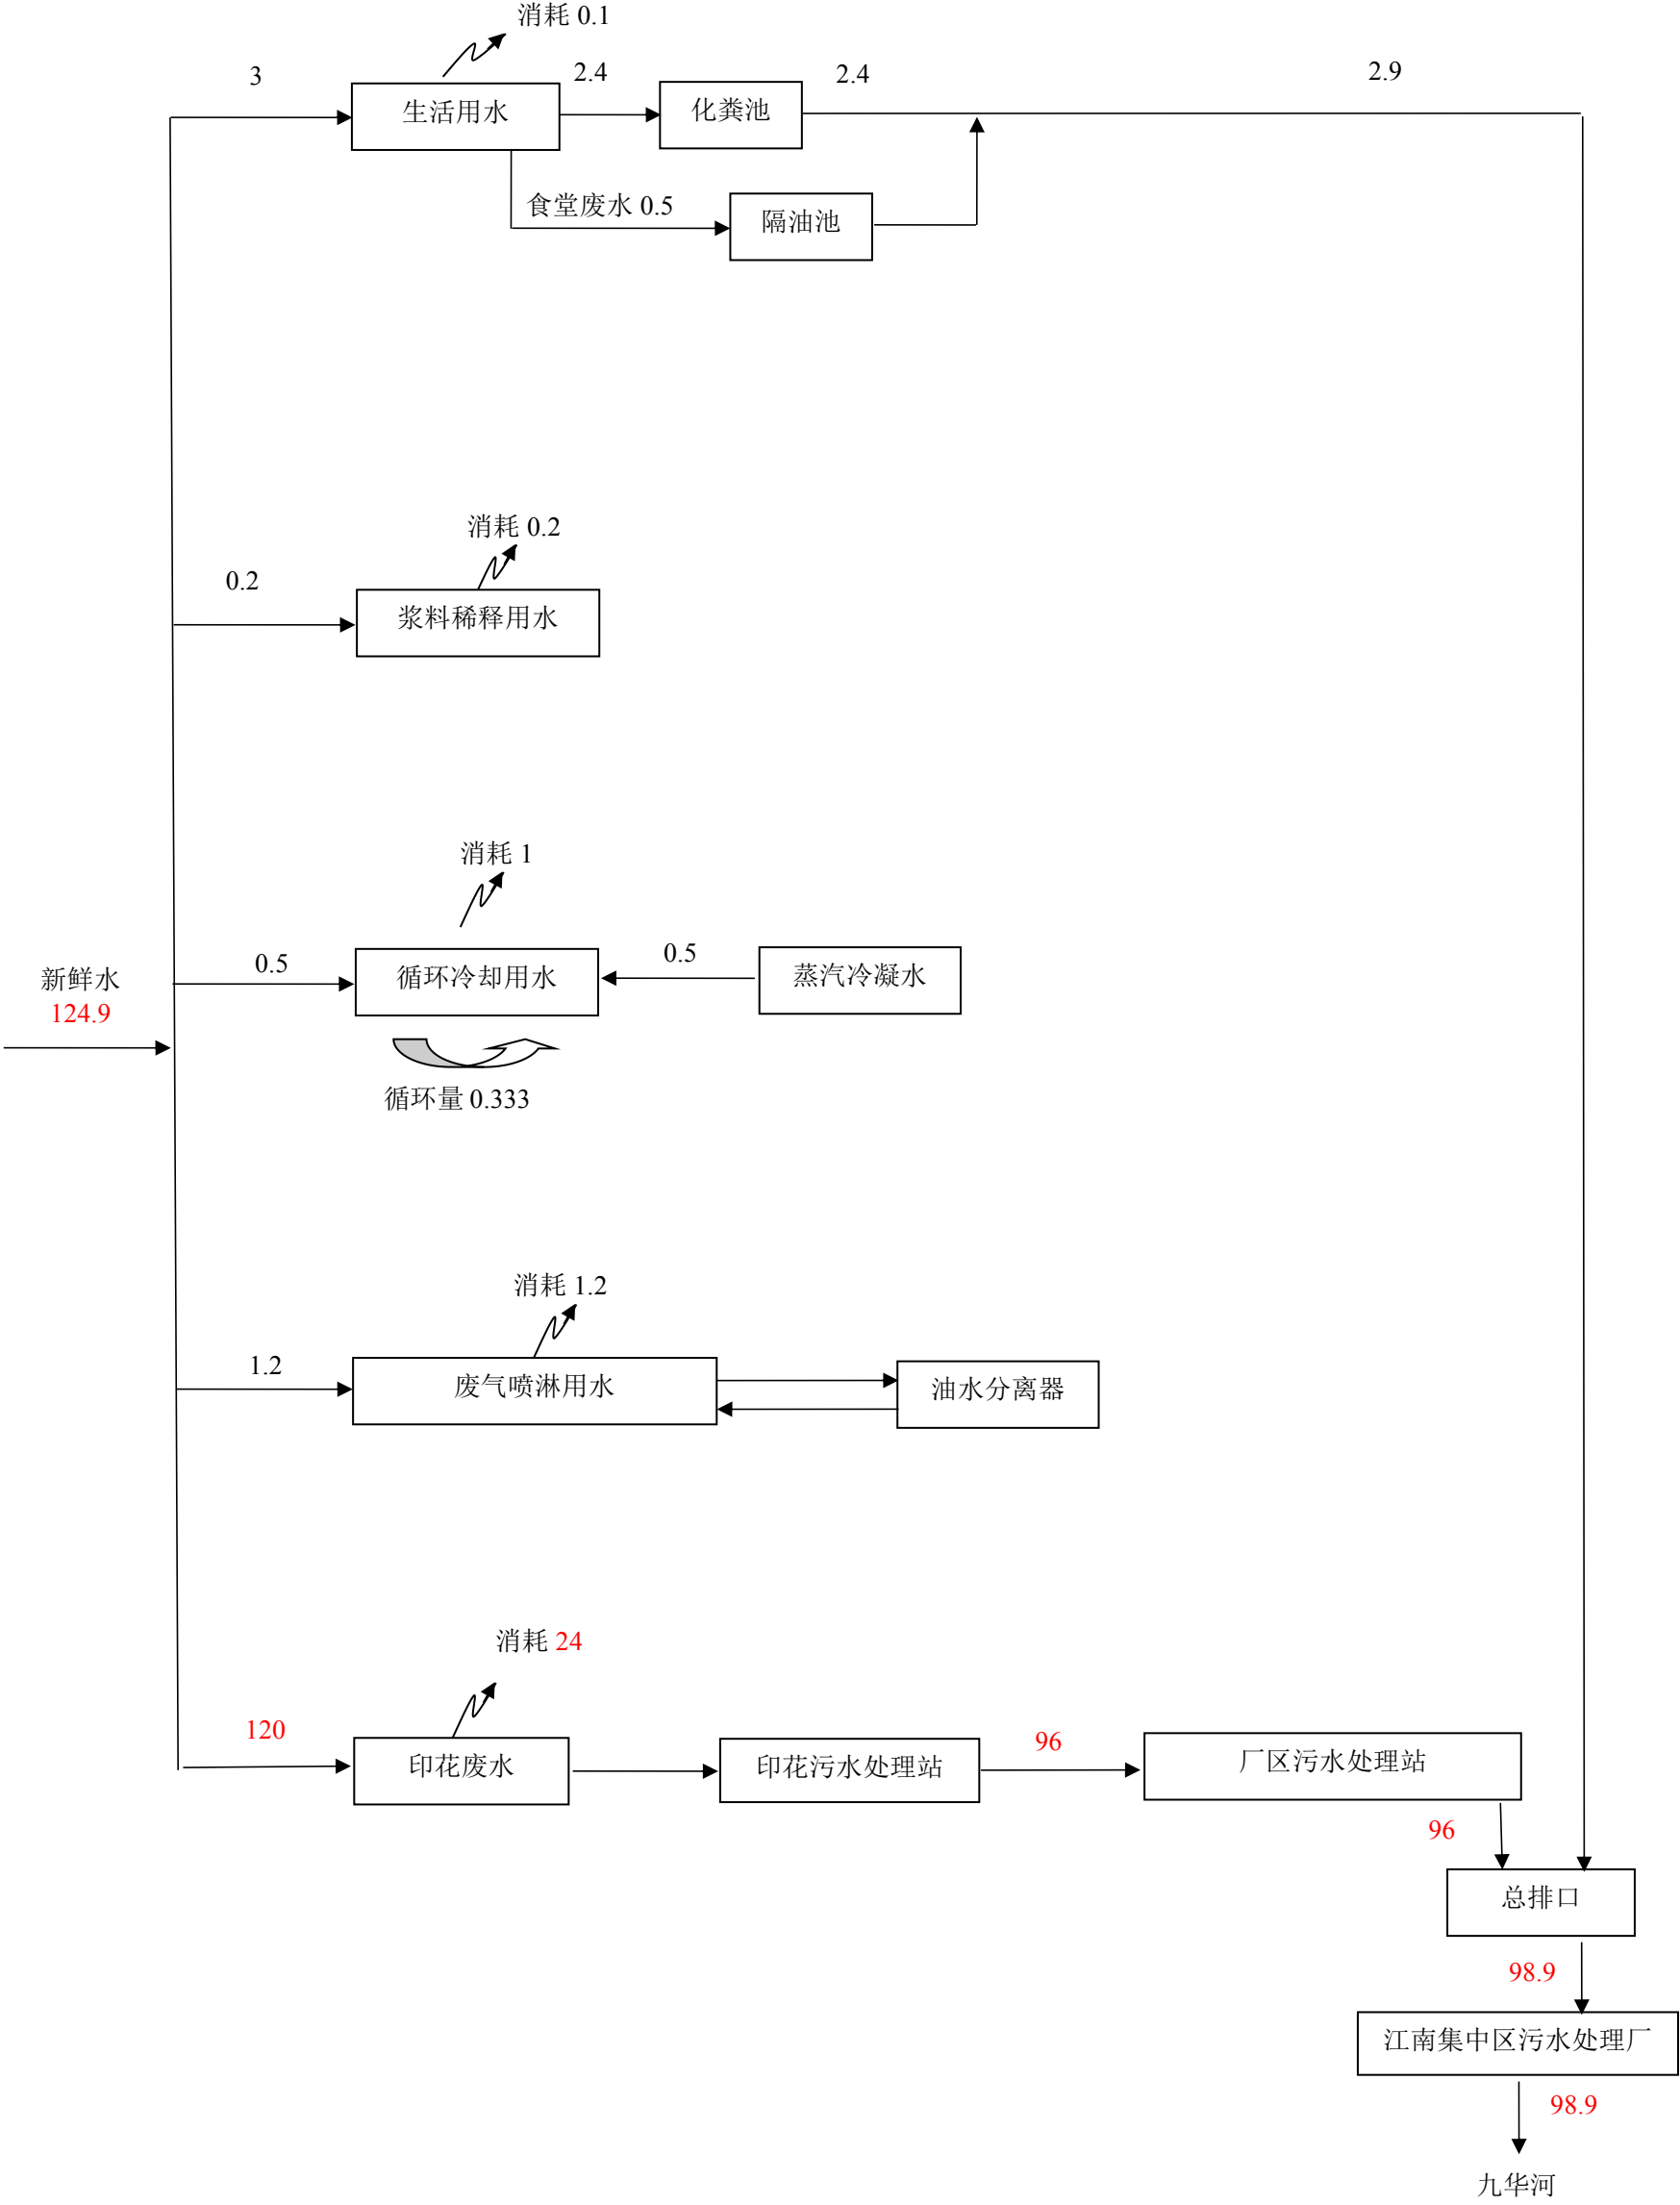 消耗 0.1
3
2.4
2.4
2.9
生活用水
化粪池
食堂废水 0.5
隔油池
消耗 0.2
0.2
浆料稀释用水
消耗 1
0.5
0.5
循环冷却用水
蒸汽冷凝水
新鲜水
124.9
循环量 0.333
消耗 1.2
1.2
废气喷淋用水
油水分离器
消耗 24
120
96
印花废水
印花污水处理站
厂区污水处理站
96
总排口
98.9
江南集中区污水处理厂
98.9
九华河